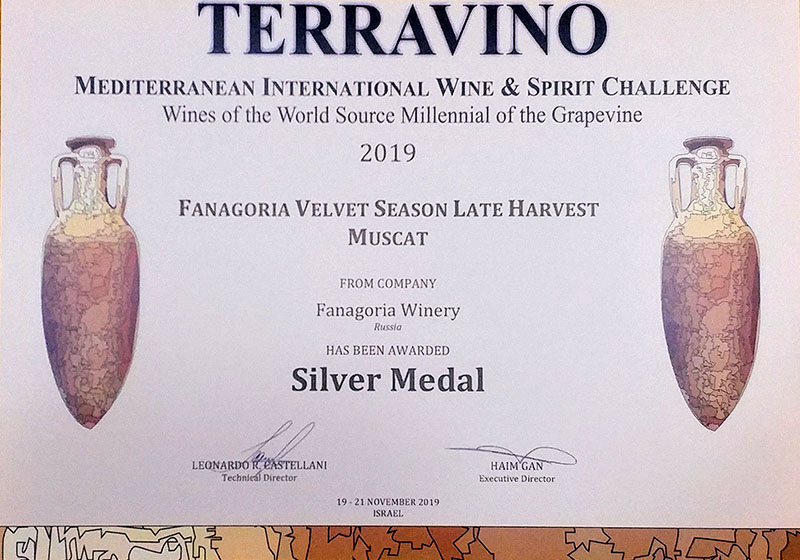 TERRAVINO
MEDITERRANEAN INTERNATIONAL WINE & SPIRIT CHALLENGE
Wines of the World Source Millennial of the Grapevine
2019
FANAGORIA VELVET SEASON LATE HARVEST
MUSCAT
FROM COMPANY
Fanagoria Winery
Russia
HAS BEEN AWARDED
Silver Medal
LEONARDO R. CASTELLANI
Technical Director
HAIM GAN
Executive Director
19 - 21 NOVEMBER 2019
ISRAEL